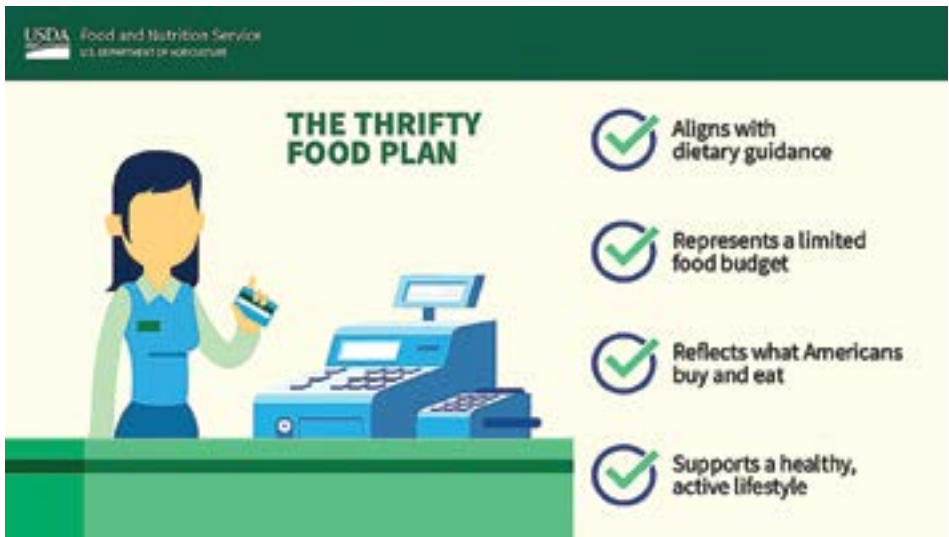 USDA Food and Nutrition Service
U.S. DEPARTMENT OF AGRICULTURE
THE THRIFTY
FOOD PLAN
Aligns with
dietary guidance
Represents a limited
food budget
Reflects what Americans
buy and eat
Supports a healthy,
active lifestyle